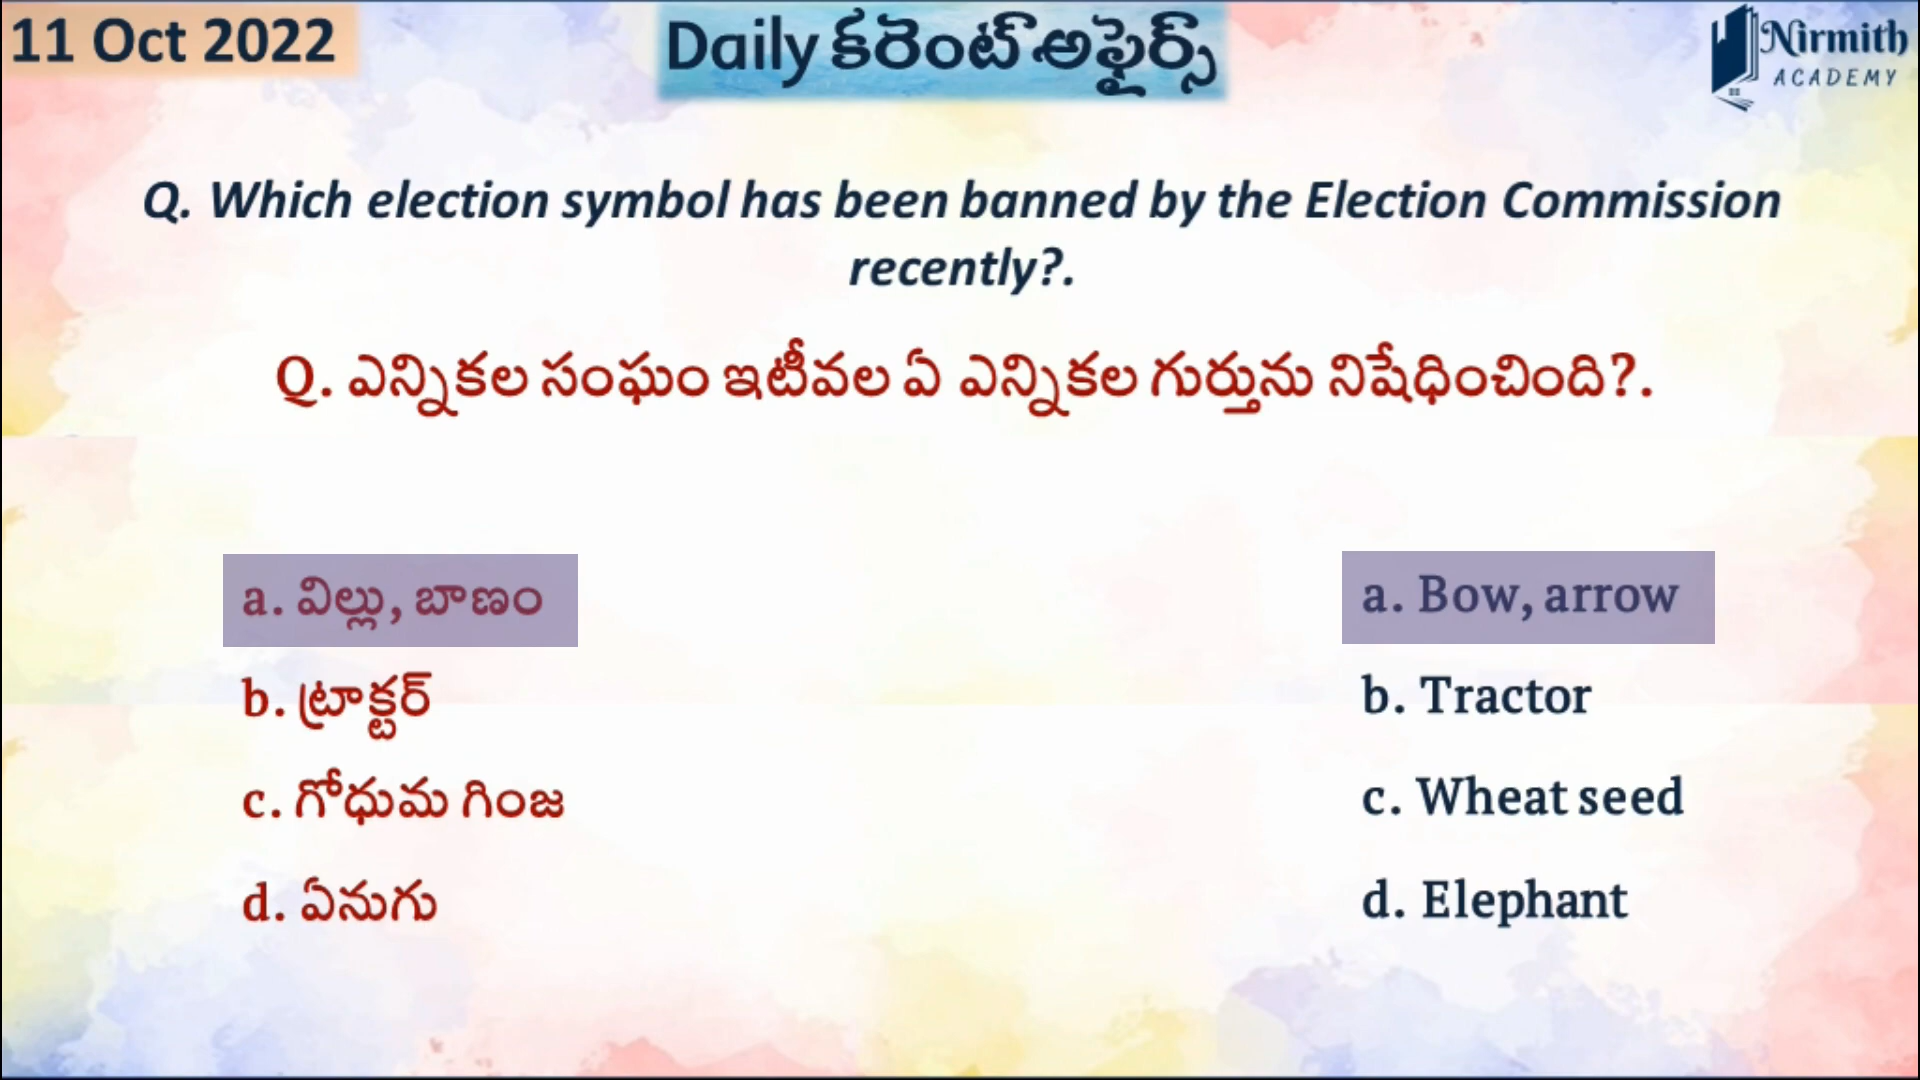 11 Oct 2022
Daily కరెంట్ అఫైర్స్
Nirmith
ACADEMY
Q. Which election symbol has been banned by the Election Commission
recently?.
Q. ఎన్నికల సంఘం ఇటీవల ఏ ఎన్నికల గుర్తును నిషేధించింది?.
a. విల్లు, బాణం
b. ట్రాక్టర్
c. గోధుమ గింజ
d. ఏనుగు
a. Bow, arrow
b. Tractor
c. Wheat seed
d. Elephant